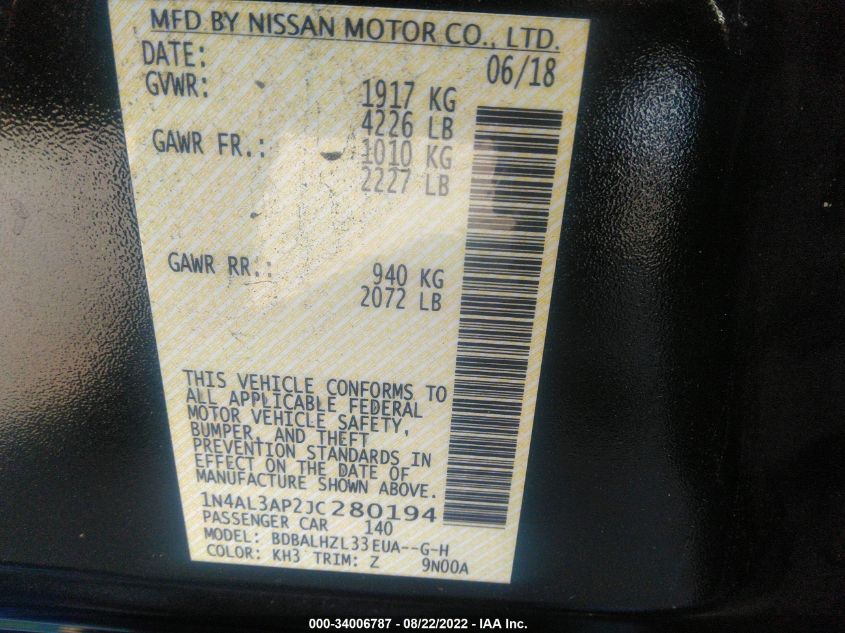 MFD BY NISSAN MOTOR CO., LTD.
DATE: 06/18
GVWR: 1917 KG
4226 LB
GAWR FR.: 1010 KG
2227 LB
GAWR RR.: 940 KG
2072 LB
THIS VEHICLE CONFORMS TO
ALL APPLICABLE FEDERAL
MOTOR VEHICLE SAFETY,
BUMPER, AND THEFT
PREVENTION STANDARDS IN
EFFECT ON THE DATE OF
MANUFACTURE SHOWN ABOVE.
1N4AL3AP2JC280194
PASSENGER CAR 140
MODEL: BDBALHZL33EUA--G-H
COLOR: KH3 TRIM: Z 9N00A
000-34006787 - 08/22/2022 - IAA Inc.